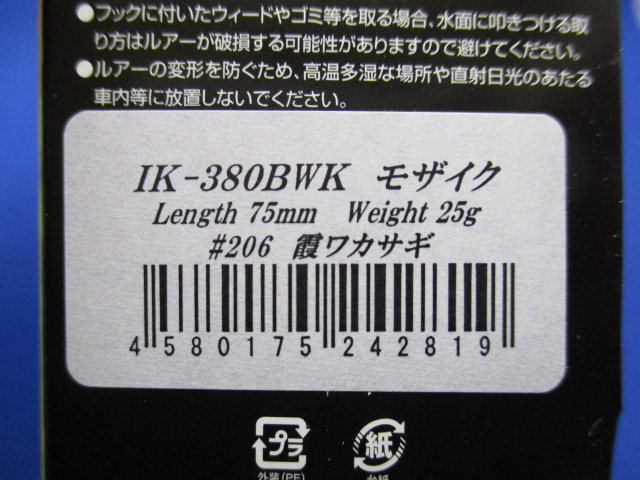 ●フックに付いたウィードやゴミ等を取る場合、水面に叩きつける取
り方はルアーが破損する可能性がありますので避けてください。
●ルアーの変形を防ぐため、高温多湿な場所や直射日光のあたる
車内等に放置しないでください。
IK-380BWK モザイク
Length 75mm Weight 25g
#206 霞ワカサギ
4 580175 242819
プラ 紙
外装(PE) 台紙